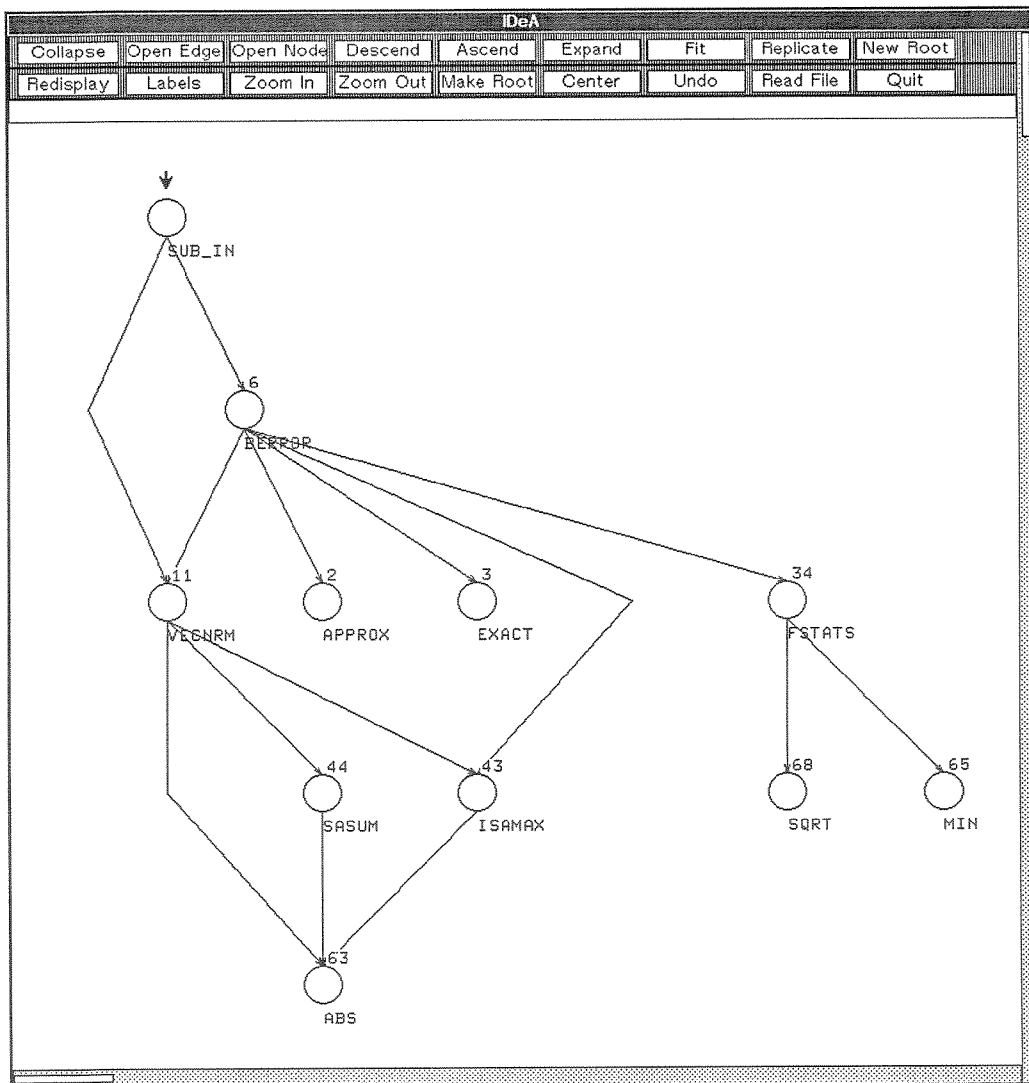 IDeA
Collapse Open Edge Open Node Descend Ascend Expand Fit Replicate New Root
Redisplay Labels Zoom In Zoom Out Make Root Center Undo Read File Quit
SUB_IN
6
BERROR
11 2 3 34
VECNRM APPROX EXACT FSTATS
44 43 68 65
SASUM ISAMAX SQRT MIN
63
ABS